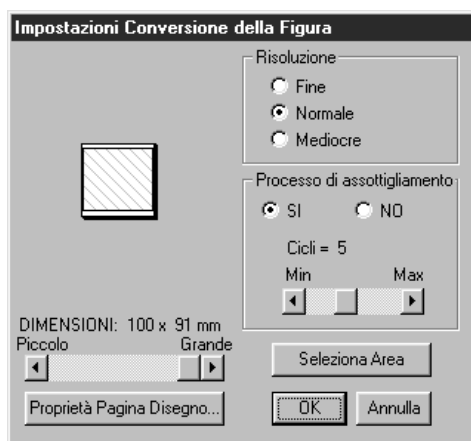 Impostazioni Conversione della Figura
Risoluzione
Fine
Normale
Mediocre
Processo di assottigliamento
SI NO
Cicli = 5
Min Max
DIMENSIONI: 100 x 91 mm
Piccolo Grande
Proprietà Pagina Disegno...
Seleziona Area
OK Annulla